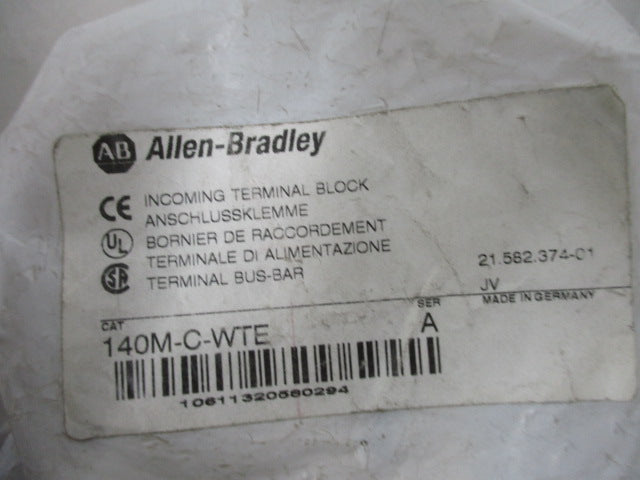 AB Allen-Bradley
CE INCOMING TERMINAL BLOCK
ANSCHLUSSKLEMME
UL BORNIER DE RACCORDEMENT
TERMINALE DI ALIMENTAZIONE
SA TERMINAL BUS-BAR
21.562.374-01
JV
MADE IN GERMANY
CAT
SER
140M-C-WTE
A
10611320560294